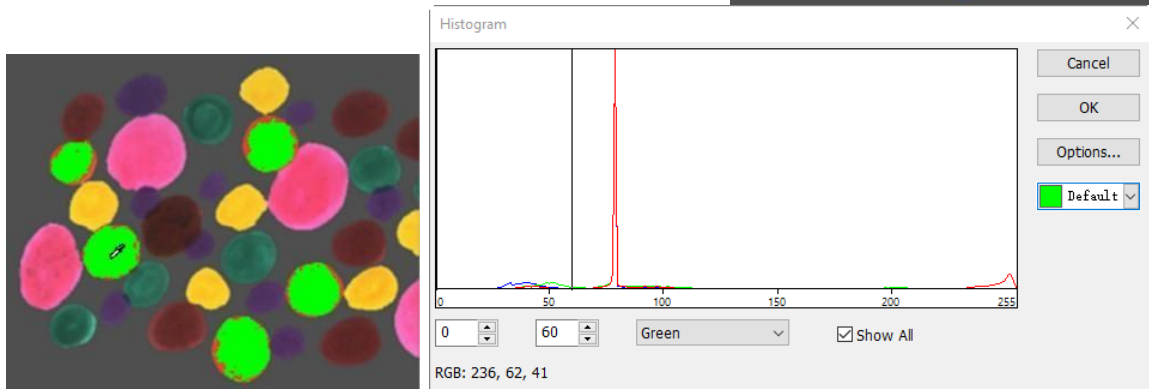 Histogram
Cancel
OK
Options...
Default
0 50 100 150 200 255
0 60 Green Show All
RGB: 236, 62, 41